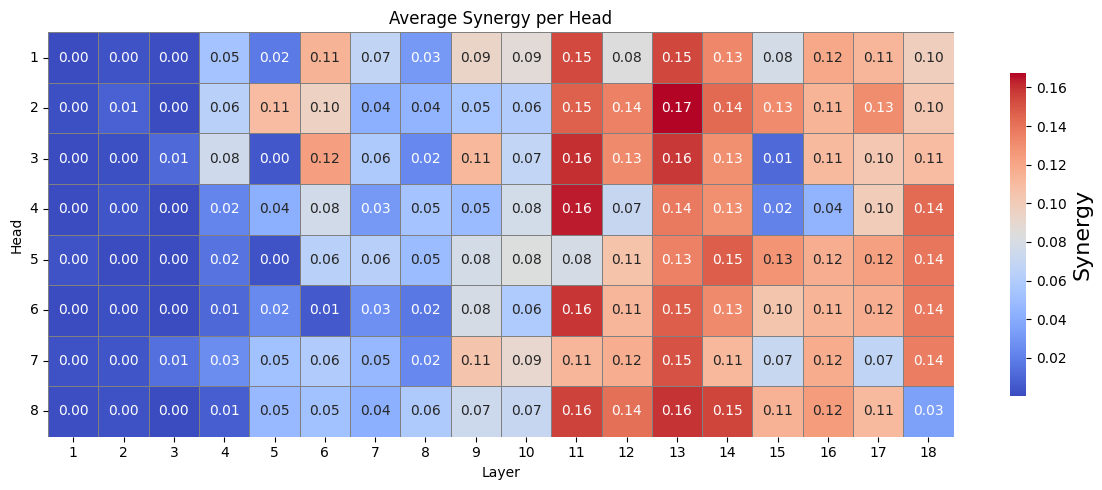 Average Synergy per Head
1 0.00 0.00 0.00 0.05 0.02 0.11 0.07 0.03 0.09 0.09 0.15 0.08 0.15 0.13 0.08 0.12 0.11 0.10
2 0.00 0.01 0.00 0.06 0.11 0.10 0.04 0.04 0.05 0.06 0.15 0.14 0.17 0.14 0.13 0.11 0.13 0.10
3 0.00 0.00 0.01 0.08 0.00 0.12 0.06 0.02 0.11 0.07 0.16 0.13 0.16 0.13 0.01 0.11 0.10 0.11
4 0.00 0.00 0.00 0.02 0.04 0.08 0.03 0.05 0.05 0.08 0.16 0.07 0.14 0.13 0.02 0.04 0.10 0.14
5 0.00 0.00 0.00 0.02 0.00 0.06 0.06 0.05 0.08 0.08 0.08 0.11 0.13 0.15 0.13 0.12 0.12 0.14
6 0.00 0.00 0.00 0.01 0.02 0.01 0.03 0.02 0.08 0.06 0.16 0.11 0.15 0.13 0.10 0.11 0.12 0.14
7 0.00 0.00 0.01 0.03 0.05 0.06 0.05 0.02 0.11 0.09 0.11 0.12 0.15 0.11 0.07 0.12 0.07 0.14
8 0.00 0.00 0.00 0.01 0.05 0.05 0.04 0.06 0.07 0.07 0.16 0.14 0.16 0.15 0.11 0.12 0.11 0.03
1 2 3 4 5 6 7 8 9 10 11 12 13 14 15 16 17 18
Layer
Head
0.16
0.14
0.12
0.10
0.08
0.06
0.04
0.02
Synergy